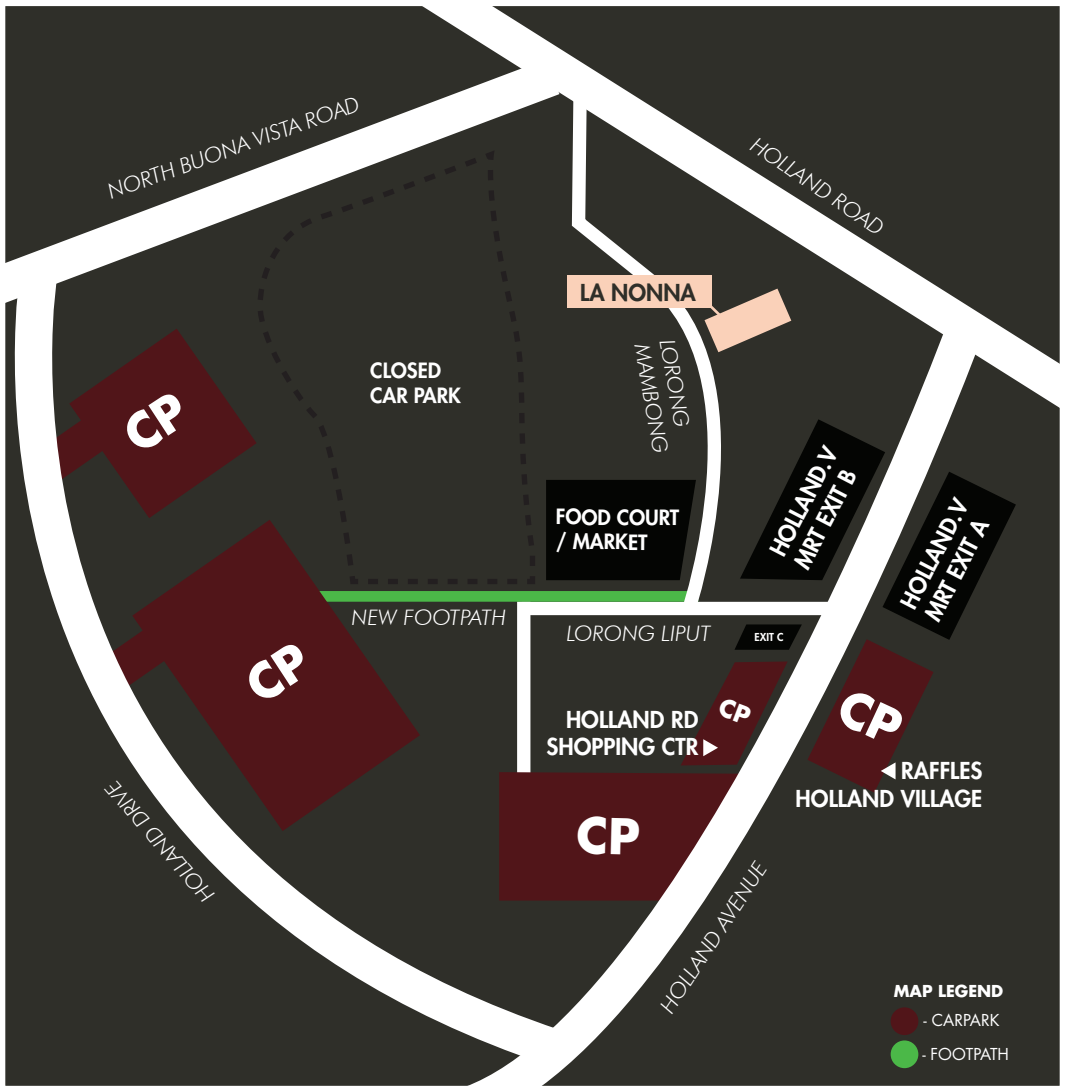 NORTH BUONA VISTA ROAD
HOLLAND ROAD
LA NONNA
LORONG
MAMBONG
CLOSED
CAR PARK
CP
HOLLAND.V
MRT EXIT B
HOLLAND.V
MRT EXIT A
FOOD COURT
/ MARKET
NEW FOOTPATH
LORONG LIPUT
EXIT C
CP
CP
CP
HOLLAND RD
SHOPPING CTR
RAFFLES
HOLLAND VILLAGE
CP
HOLLAND DRIVE
HOLLAND AVENUE
MAP LEGEND
- CARPARK
- FOOTPATH